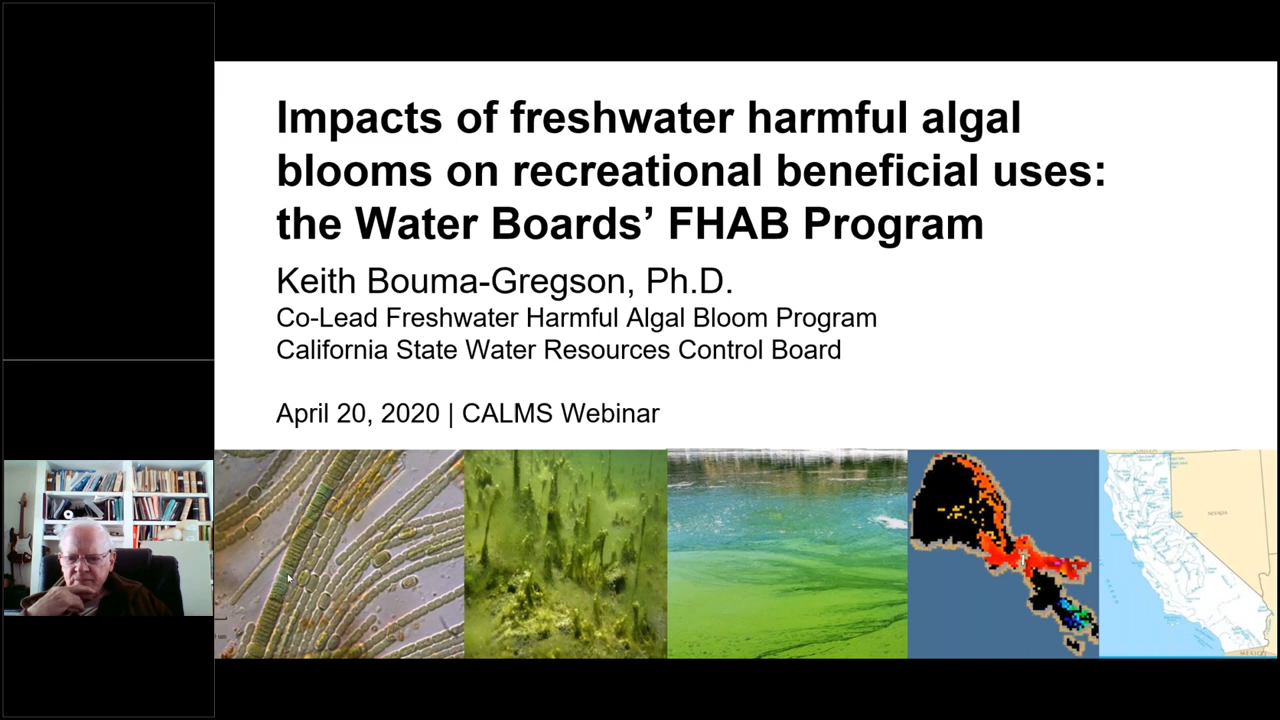 Impacts of freshwater harmful algal
blooms on recreational beneficial uses:
the Water Boards’ FHAB Program
Keith Bouma-Gregson, Ph.D.
Co-Lead Freshwater Harmful Algal Bloom Program
California State Water Resources Control Board
April 20, 2020 | CALMS Webinar
NEVADA